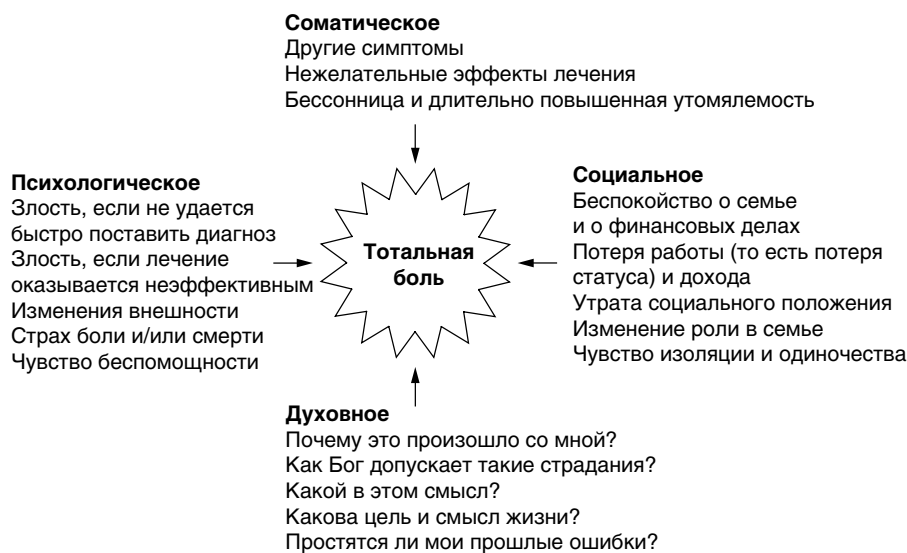 Соматическое
Другие симптомы
Нежелательные эффекты лечения
Бессонница и длительно повышенная утомялемость
Психологическое
Злость, если не удается
быстро поставить диагноз
Злость, если лечение
оказывается неэффективным
Изменения внешности
Страх боли и/или смерти
Чувство беспомощности
Тотальная
боль
Социальное
Беспокойство о семье
и о финансовых делах
Потеря работы (то есть потеря
статуса) и дохода
Утрата социального положения
Изменение роли в семье
Чувство изоляции и одиночества
Духовное
Почему это произошло со мной?
Как Бог допускает такие страдания?
Какой в этом смысл?
Какова цель и смысл жизни?
Простятся ли мои прошлые ошибки?